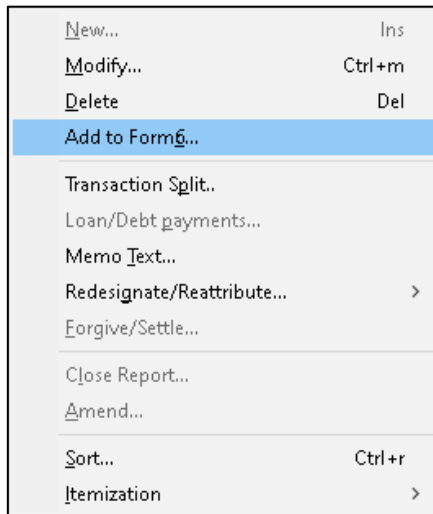 New... Ins
Modify... Ctrl+m
Delete Del
Add to Form6...
Transaction Split..
Loan/Debt payments...
Memo Text...
Redesignate/Reattribute... >
Forgive/Settle...
Close Report...
Amend...
Sort... Ctrl+r
Itemization >